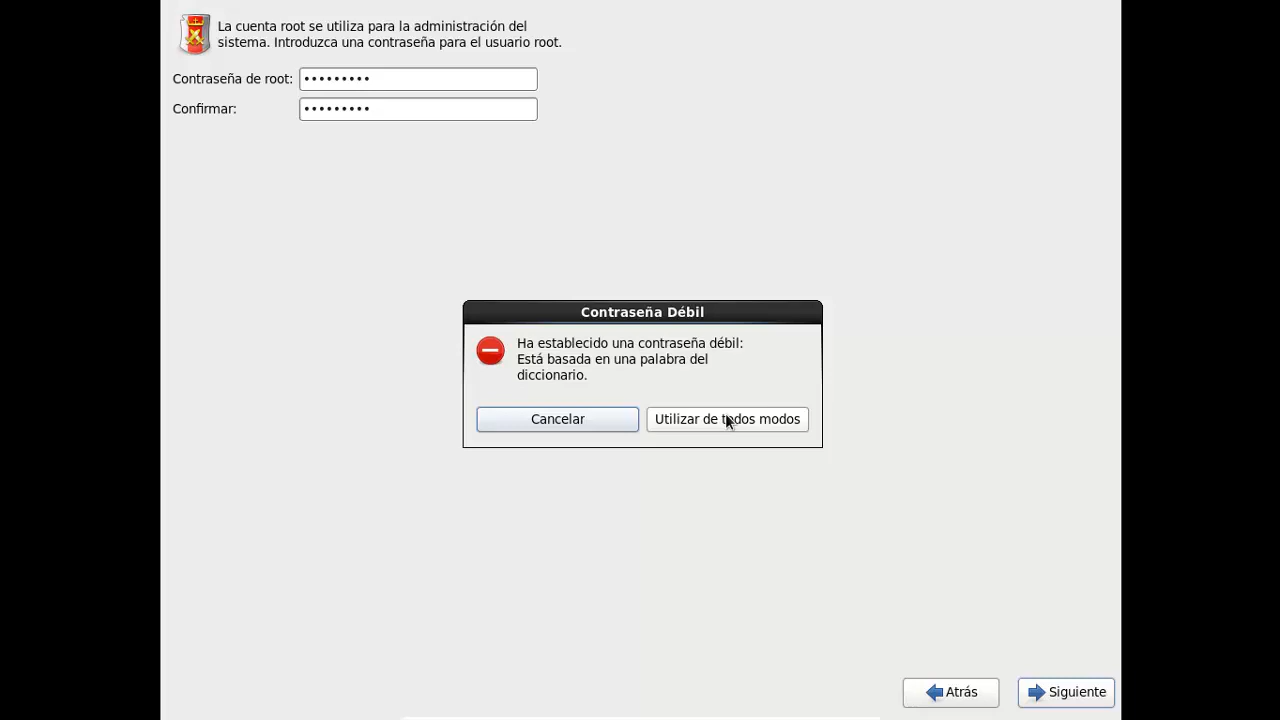 La cuenta root se utiliza para la administración del
sistema. Introduzca una contraseña para el usuario root.
Contraseña de root: •••••••••
Confirmar: •••••••••
Contraseña Débil
Ha establecido una contraseña débil:
Está basada en una palabra del
diccionario.
Cancelar
Utilizar de todos modos
Atrás
Siguiente